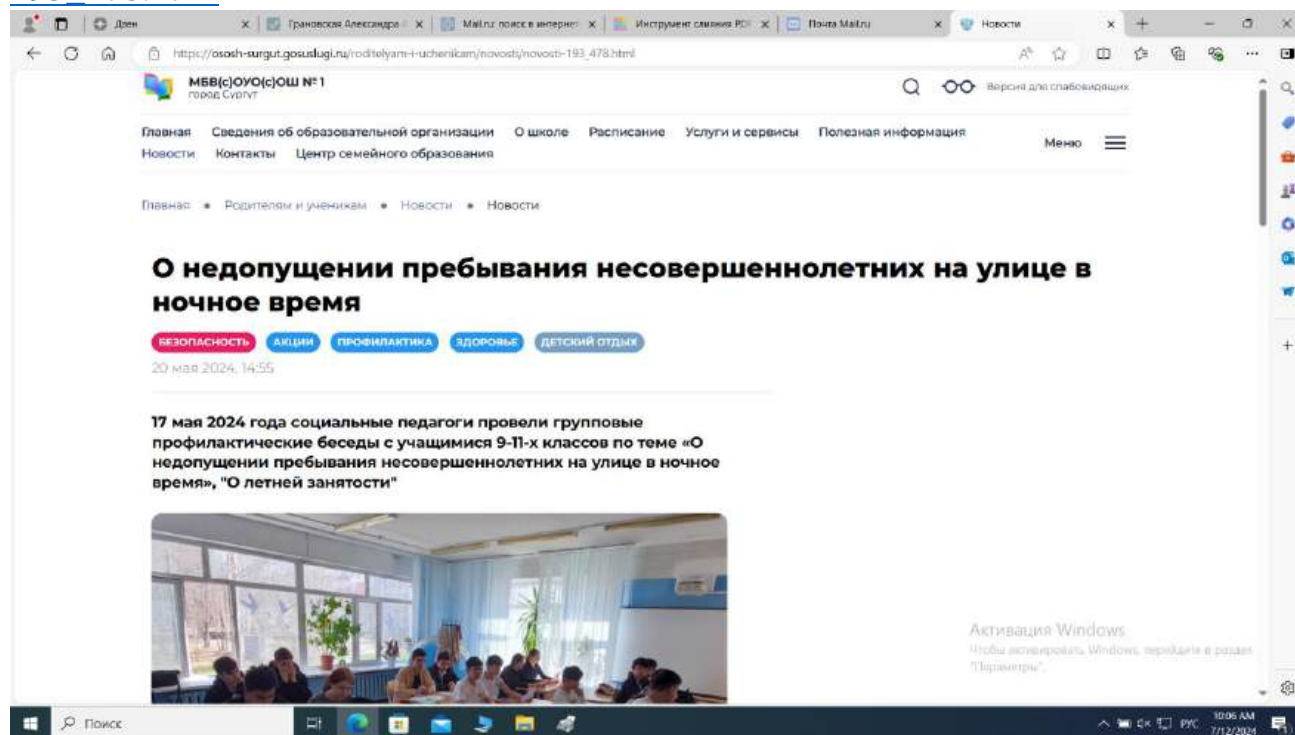 Дзен
Грановская Александра
Mail.ru: поиск в интернет
Инструмент слияния PDF
Почта Mail.ru
Новости
https://ososh-surgut.gosuslugi.ru/roditelyam-i-uchenikam/novosti/novosti-193_478.html
МБВ(с)ОУО(с)ОШ № 1
город Сургут
Версия для слабовидящих
Главная Сведения об образовательной организации О школе Расписание Услуги и сервисы Полезная информация
Новости Контакты Центр семейного образования
Меню
Главная • Родителям и ученикам • Новости • Новости
О недопущении пребывания несовершеннолетних на улице в
ночное время
БЕЗОПАСНОСТЬ АКЦИИ ПРОФИЛАКТИКА ЗДОРОВЬЕ ДЕТСКИЙ ОТДЫХ
20 мая 2024, 14:55
17 мая 2024 года социальные педагоги провели групповые
профилактические беседы с учащимися 9-11-х классов по теме «О
недопущении пребывания несовершеннолетних на улице в ночное
время», "О летней занятости"
Активация Windows
Чтобы активировать Windows, перейдите в раздел
"Параметры".
Поиск
РУС
10:06 AM
7/12/2024